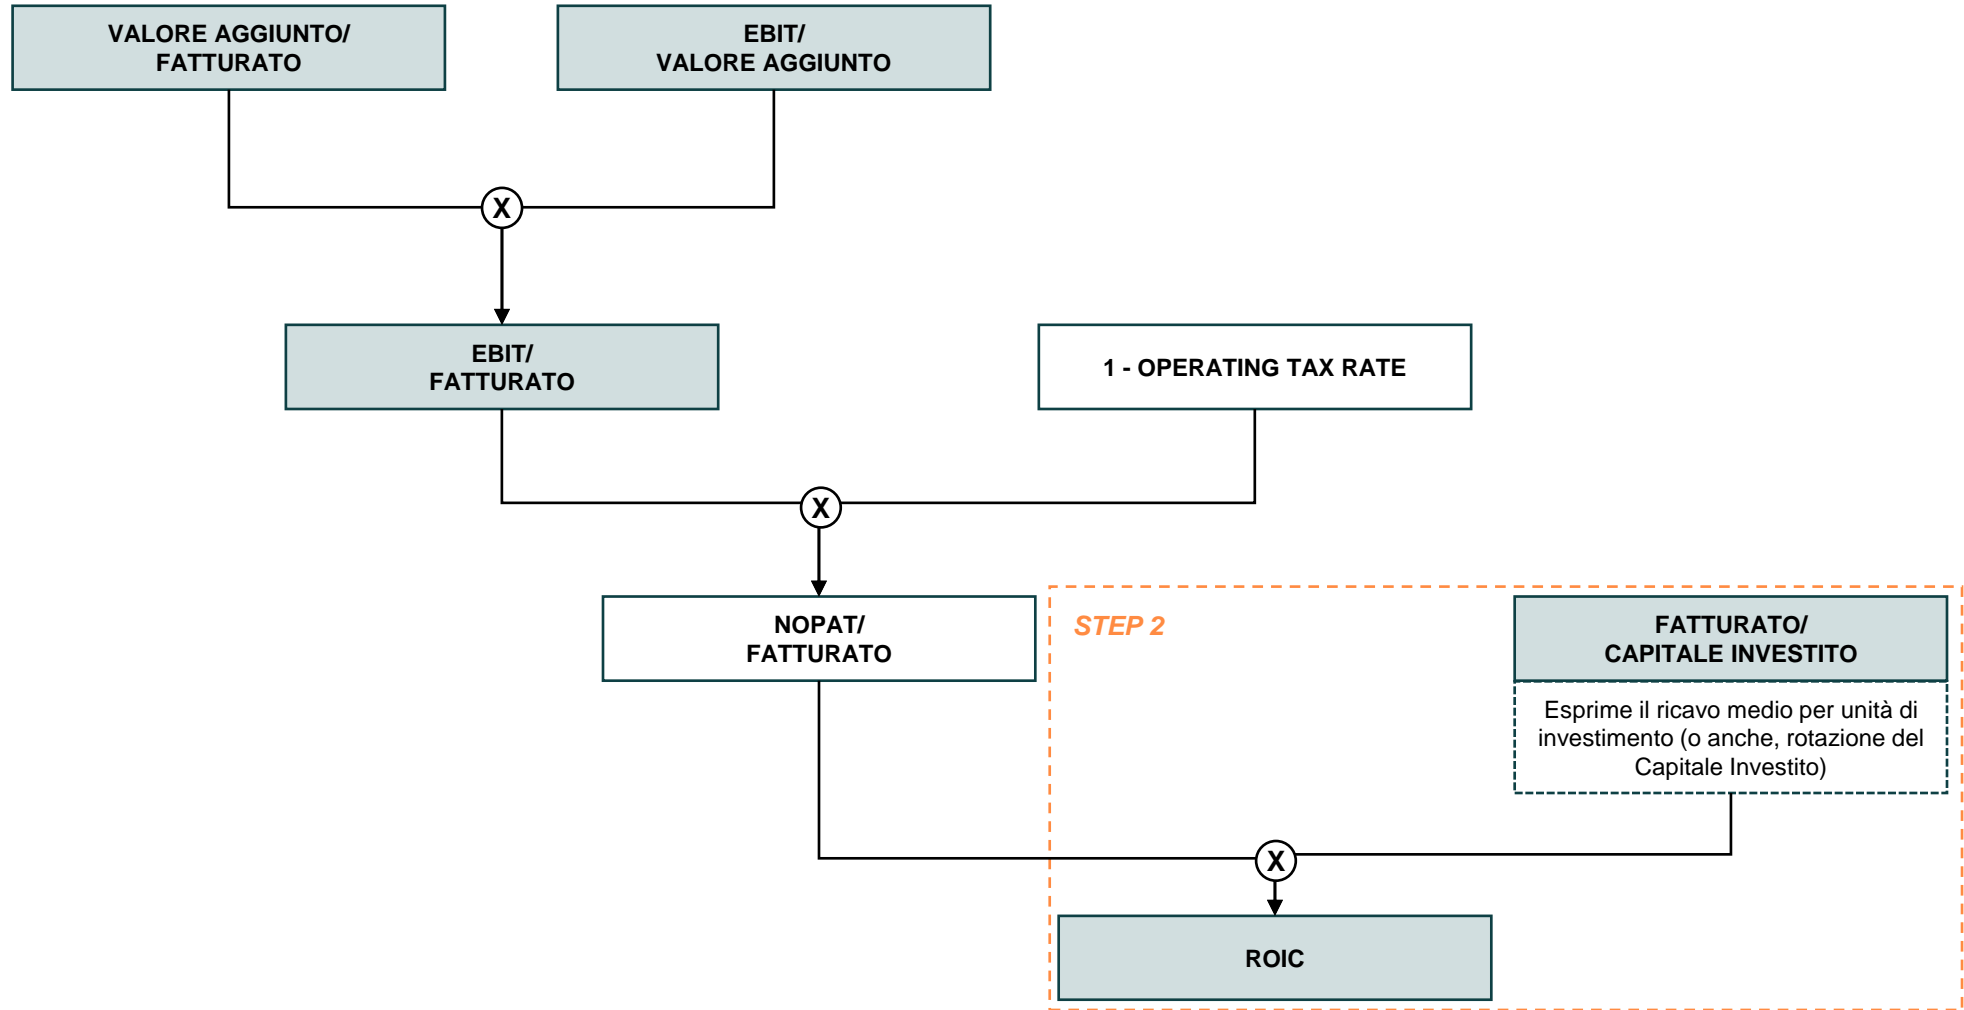 VALORE AGGIUNTO/
FATTURATO
EBIT/
VALORE AGGIUNTO
X
EBIT/
FATTURATO
1 - OPERATING TAX RATE
X
NOPAT/
FATTURATO
STEP 2
FATTURATO/
CAPITALE INVESTITO
Esprime il ricavo medio per unità di
investimento (o anche, rotazione del
Capitale Investito)
X
ROIC